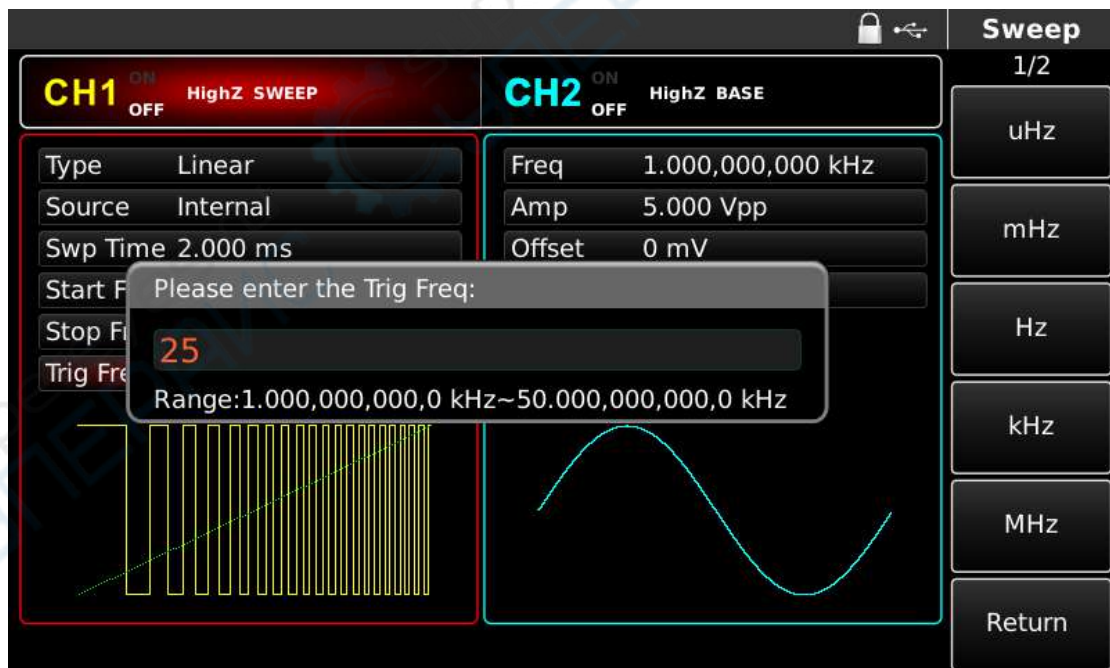 Sweep
1/2
CH1 ON OFF HighZ SWEEP
CH2 ON OFF HighZ BASE
Type Linear
Source Internal
Swp Time 2.000 ms
Start F
Stop Fr
Trig Fre
Freq 1.000,000,000 kHz
Amp 5.000 Vpp
Offset 0 mV
Please enter the Trig Freq:
25
Range:1.000,000,000,0 kHz~50.000,000,000,0 kHz
uHz
mHz
Hz
kHz
MHz
Return